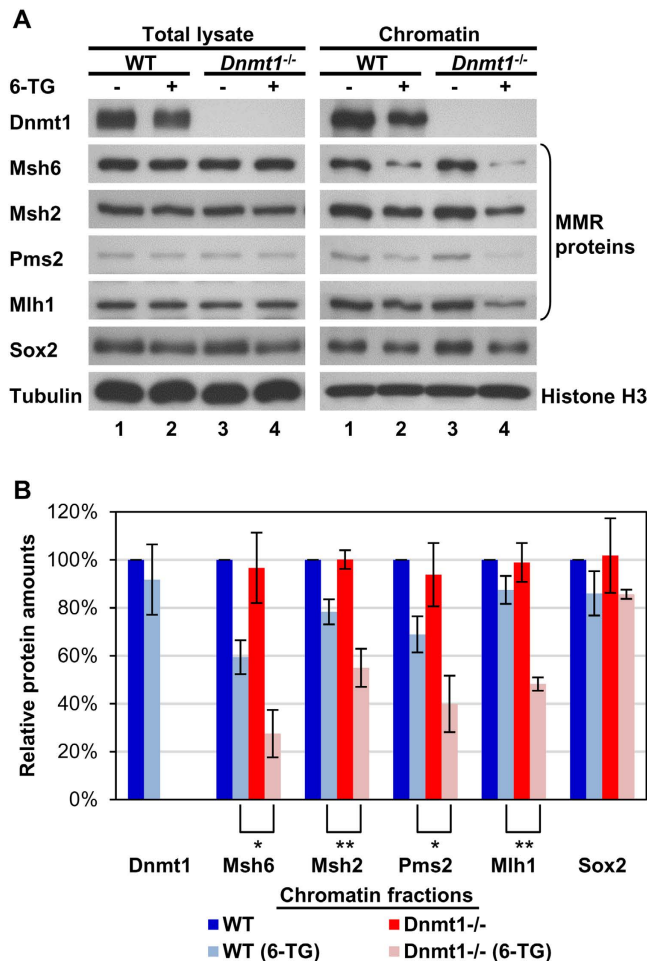 A
Total lysate Chromatin
WT Dnmt1-/- WT Dnmt1-/-
6-TG - + - + - + - +
Dnmt1
Msh6
Msh2
Pms2
Mlh1
MMR
proteins
Sox2
Tubulin Histone H3
1 2 3 4 1 2 3 4
B
Relative protein amounts
120%
100%
80%
60%
40%
20%
0%
* ** * **
Dnmt1 Msh6 Msh2 Pms2 Mlh1 Sox2
Chromatin fractions
WT Dnmt1-/-
WT (6-TG) Dnmt1-/- (6-TG)